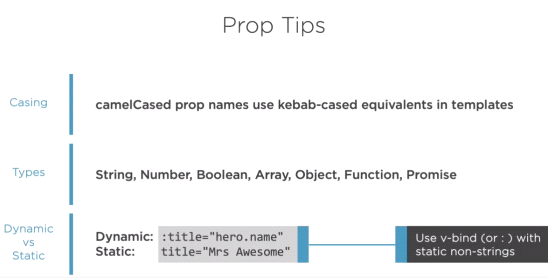 Prop Tips
Casing
camelCased prop names use kebab-cased equivalents in templates
Types
String, Number, Boolean, Array, Object, Function, Promise
Dynamic
vs
Static
Dynamic: :title="hero.name"
Static: title="Mrs Awesome"
Use v-bind (or : ) with
static non-strings